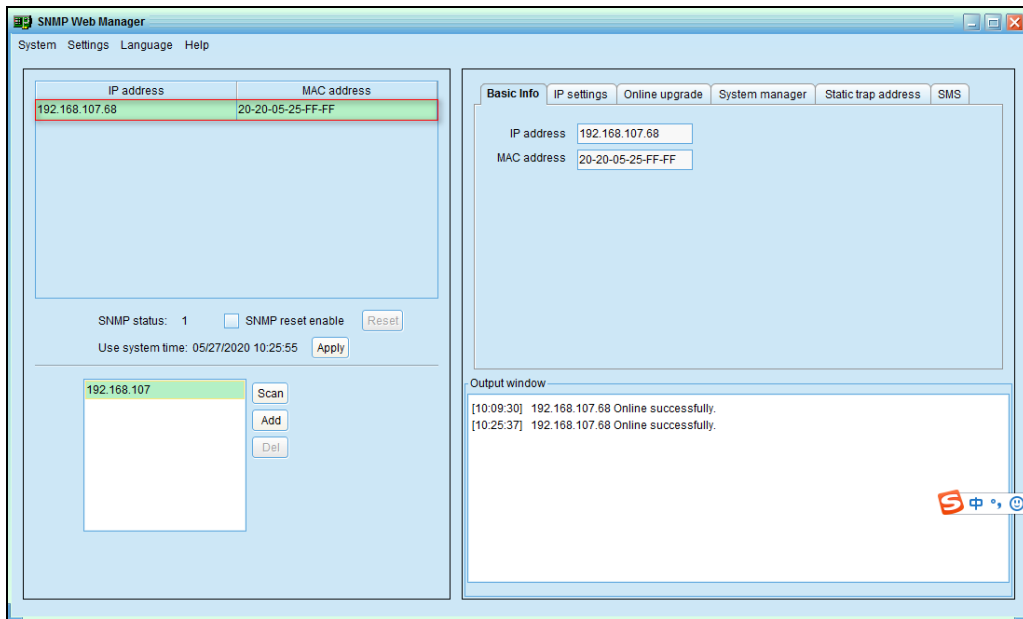 SNMP Web Manager
System Settings Language Help
IP address MAC address
192.168.107.68 20-20-05-25-FF-FF
SNMP status: 1 SNMP reset enable Reset
Use system time: 05/27/2020 10:25:55 Apply
192.168.107
Scan
Add
Del
Basic Info IP settings Online upgrade System manager Static trap address SMS
IP address 192.168.107.68
MAC address 20-20-05-25-FF-FF
Output window
[10:09:30] 192.168.107.68 Online successfully.
[10:25:37] 192.168.107.68 Online successfully.
S 中 °,